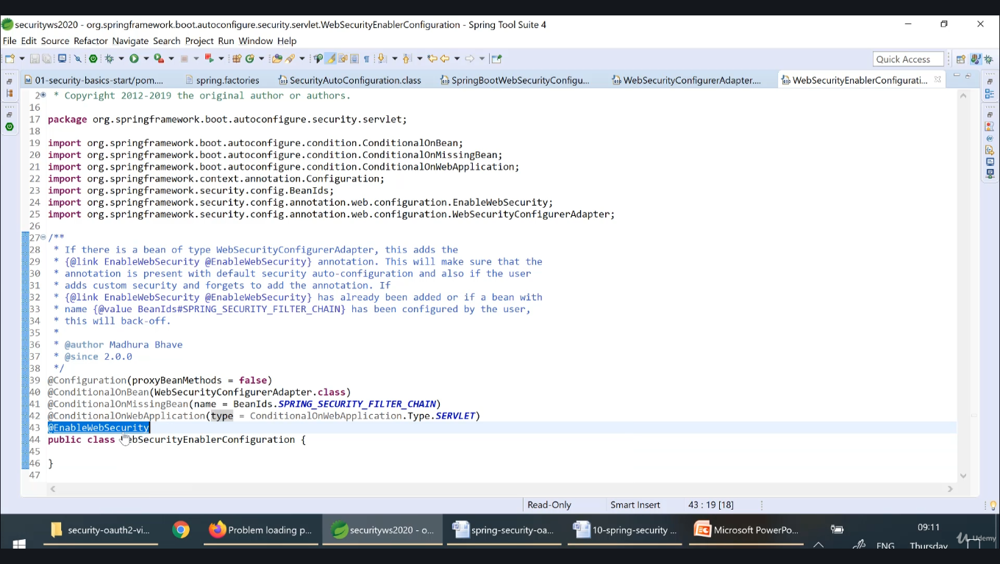 securityws2020 - org.springframework.boot.autoconfigure.security.servlet.WebSecurityEnablerConfiguration - Spring Tool Suite 4
File Edit Source Refactor Navigate Search Project Run Window Help
Quick Access
01-security-basics-start/pom.... spring.factories SecurityAutoConfiguration.class SpringBootWebSecurityConfigu... WebSecurityConfigurerAdapter.... WebSecurityEnablerConfigurati...
2 * Copyright 2012-2019 the original author or authors.
16
17 package org.springframework.boot.autoconfigure.security.servlet;
18
19 import org.springframework.boot.autoconfigure.condition.ConditionalOnBean;
20 import org.springframework.boot.autoconfigure.condition.ConditionalOnMissingBean;
21 import org.springframework.boot.autoconfigure.condition.ConditionalOnWebApplication;
22 import org.springframework.context.annotation.Configuration;
23 import org.springframework.security.config.BeanIds;
24 import org.springframework.security.config.annotation.web.configuration.EnableWebSecurity;
25 import org.springframework.security.config.annotation.web.configuration.WebSecurityConfigurerAdapter;
26
27 /**
28 * If there is a bean of type WebSecurityConfigurerAdapter, this adds the
29 * {@link EnableWebSecurity @EnableWebSecurity} annotation. This will make sure that the
30 * annotation is present with default security auto-configuration and also if the user
31 * adds custom security and forgets to add the annotation. If
32 * {@link EnableWebSecurity @EnableWebSecurity} has already been added or if a bean with
33 * name {@value BeanIds#SPRING_SECURITY_FILTER_CHAIN} has been configured by the user,
34 * this will back-off.
35 *
36 * @author Madhura Bhave
37 * @since 2.0.0
38 */
39 @Configuration(proxyBeanMethods = false)
40 @ConditionalOnBean(WebSecurityConfigurerAdapter.class)
41 @ConditionalOnMissingBean(name = BeanIds.SPRING_SECURITY_FILTER_CHAIN)
42 @ConditionalOnWebApplication(type = ConditionalOnWebApplication.Type.SERVLET)
43 @EnableWebSecurity
44 public class WebSecurityEnablerConfiguration {
45
46 }
47
Read-Only Smart Insert 43 : 19 [18]
security-oauth2-vi... Problem loading p... securityws2020 - o... spring-security-oa... 10-spring-security ... Microsoft PowerPo... 09:11
ENG Thursday Udemy